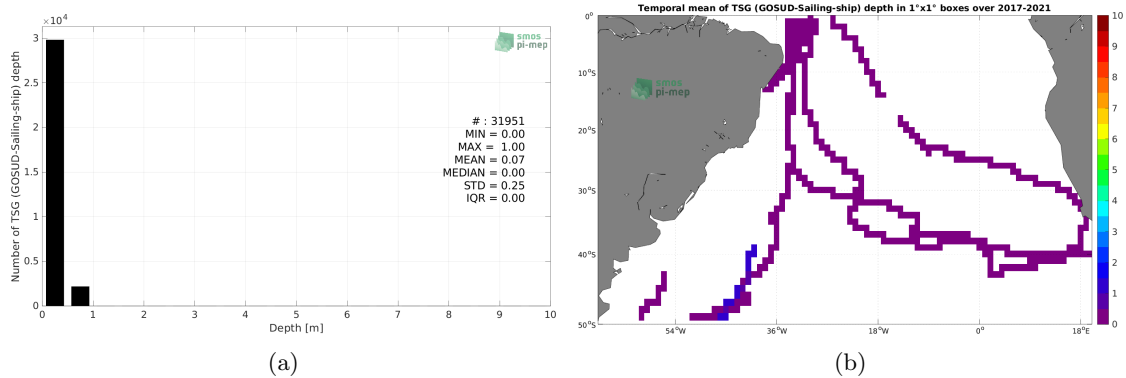 ×10⁴
3
2.5
2
1.5
1
0.5
0
0 1 2 3 4 5 6 7 8 9 10
Number of TSG (GOSUD-Sailing-ship) depth
Depth [m]
smos
pi-mep
# : 31951
MIN = 0.00
MAX = 1.00
MEAN = 0.07
MEDIAN = 0.00
STD = 0.25
IQR = 0.00
(a)
Temporal mean of TSG (GOSUD-Sailing-ship) depth in 1°x1° boxes over 2017-2021
0°
10°S
20°S
30°S
40°S
50°S
54°W 36°W 18°W 0° 18°E
smos
pi-mep
10
9
8
7
6
5
4
3
2
1
0
(b)